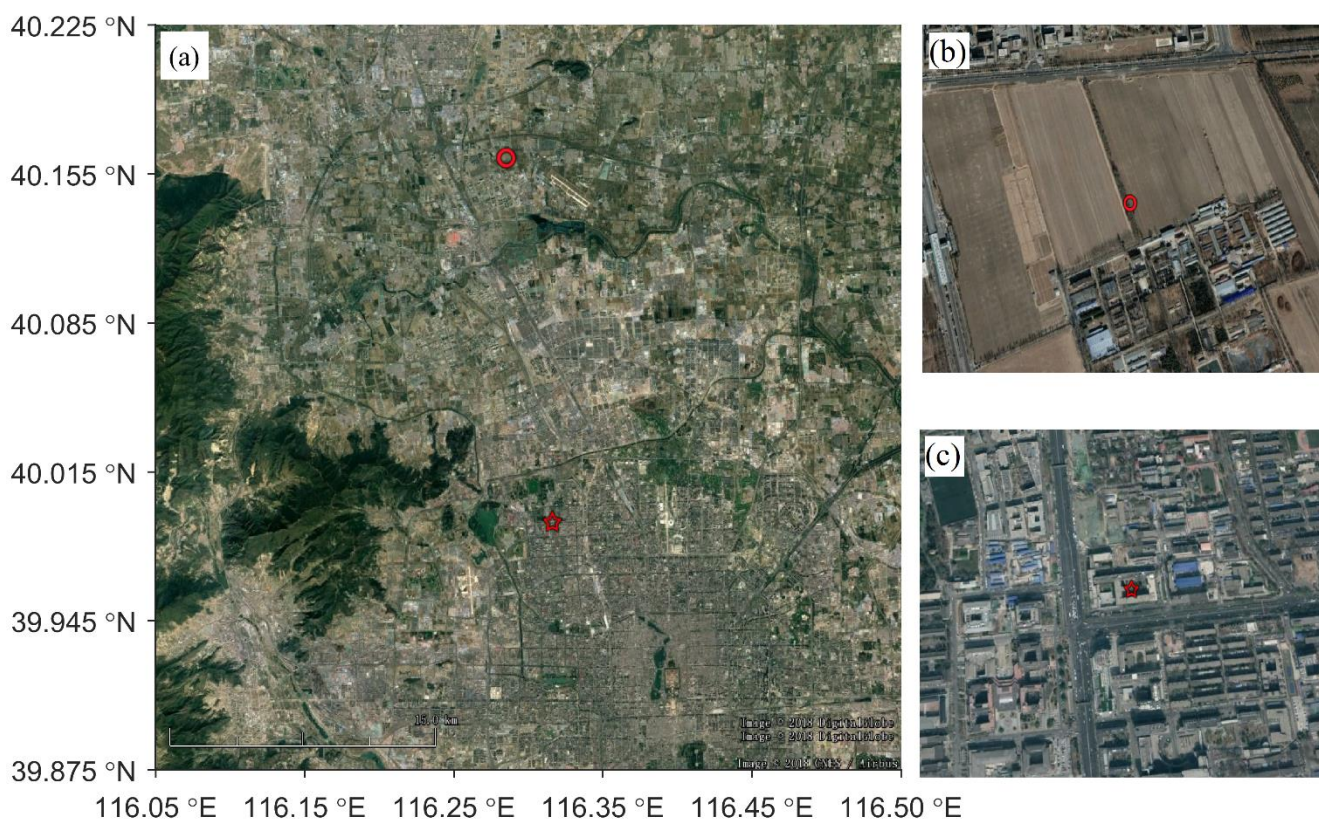 40.225 °N
(a)
(b)
40.155 °N
40.085 °N
40.015 °N
(c)
39.945 °N
15.0 km
Image © 2018 DigitalGlobe
Image © 2018 DigitalGlobe
Image © 2018 CNES / Airbus
39.875 °N
116.05 °E 116.15 °E 116.25 °E 116.35 °E 116.45 °E 116.50 °E